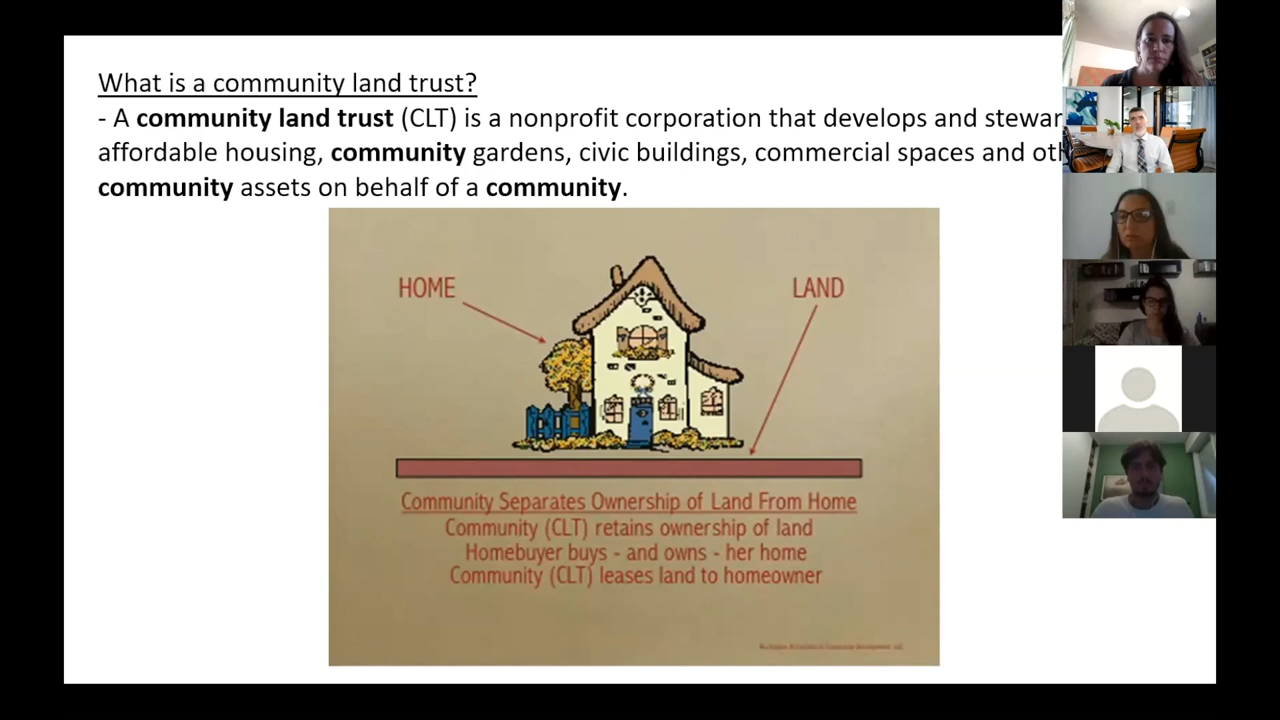 What is a community land trust?
- A community land trust (CLT) is a nonprofit corporation that develops and stewar
affordable housing, community gardens, civic buildings, commercial spaces and oth
community assets on behalf of a community.
HOME
LAND
Community Separates Ownership of Land From Home
Community (CLT) retains ownership of land
Homebuyer buys - and owns - her home
Community (CLT) leases land to homeowner